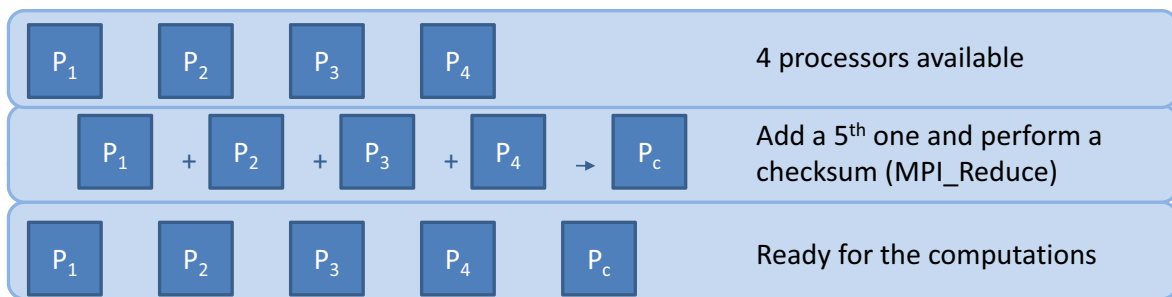 P1 P2 P3 P4 4 processors available
P1 + P2 + P3 + P4 → Pc Add a 5th one and perform a
checksum (MPI_Reduce)
P1 P2 P3 P4 Pc Ready for the computations